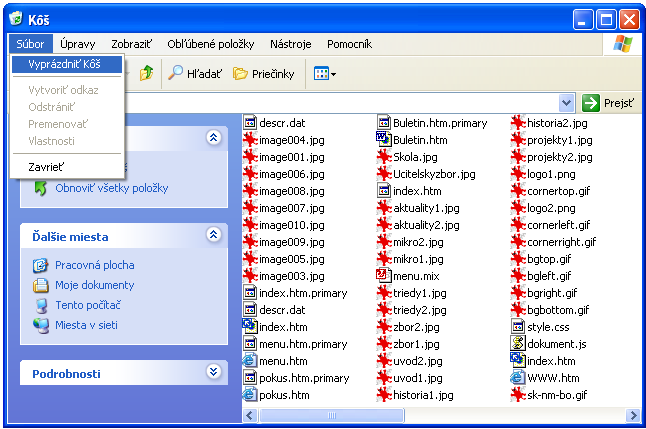 Kôš
Súbor Úpravy Zobraziť Obľúbené položky Nástroje Pomocník
Vyprázdniť Kôš
Vytvoriť odkaz
Odstrániť
Premenovať
Vlastnosti
Zavrieť
Hľadať Priečinky
Prejsť
Obnoviť všetky položky
Ďalšie miesta
Pracovná plocha
Moje dokumenty
Tento počítač
Miesta v sieti
Podrobnosti
descr.dat
image004.jpg
image001.jpg
image006.jpg
image008.jpg
image007.jpg
image010.jpg
image009.jpg
image005.jpg
image003.jpg
index.htm.primary
descr.dat
index.htm
menu.htm.primary
menu.htm
pokus.htm.primary
pokus.htm
Buletin.htm.primary
Buletin.htm
Skola.jpg
Ucitelskyzbor.jpg
index.htm
aktuality1.jpg
aktuality2.jpg
mikro2.jpg
mikro1.jpg
menu.mix
triedy1.jpg
triedy2.jpg
zbor2.jpg
zbor1.jpg
uvod2.jpg
uvod1.jpg
historia1.jpg
historia2.jpg
projekty1.jpg
projekty2.jpg
logo1.png
cornertop.gif
logo2.png
cornerleft.gif
cornerright.gif
bgtop.gif
bgleft.gif
bgright.gif
bgbottom.gif
style.css
dokument.js
index.htm
WWW.htm
sk-nm-bo.gif